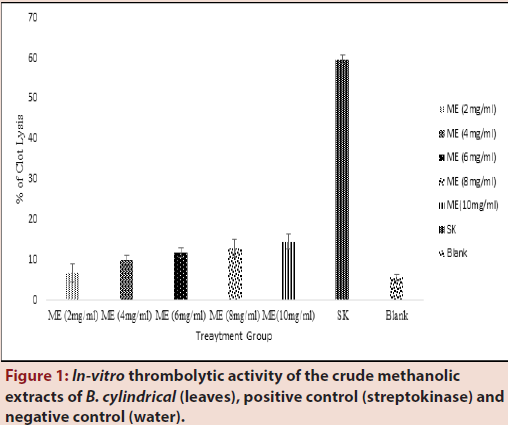 70
60
50
40
30
20
10
0
% of Clot Lysis
ME (2mg/ml) ME (4mg/ml) ME (6mg/ml) ME (8mg/ml) ME(10mg/ml) SK Blank
Treaytment Group
ME (2mg/ml)
ME (4mg/ml)
ME (6mg/ml)
ME (8mg/ml)
ME(10mg/ml)
SK
Blank
Figure 1: In-vitro thrombolytic activity of the crude methanolic
extracts of B. cylindrical (leaves), positive control (streptokinase) and
negative control (water).